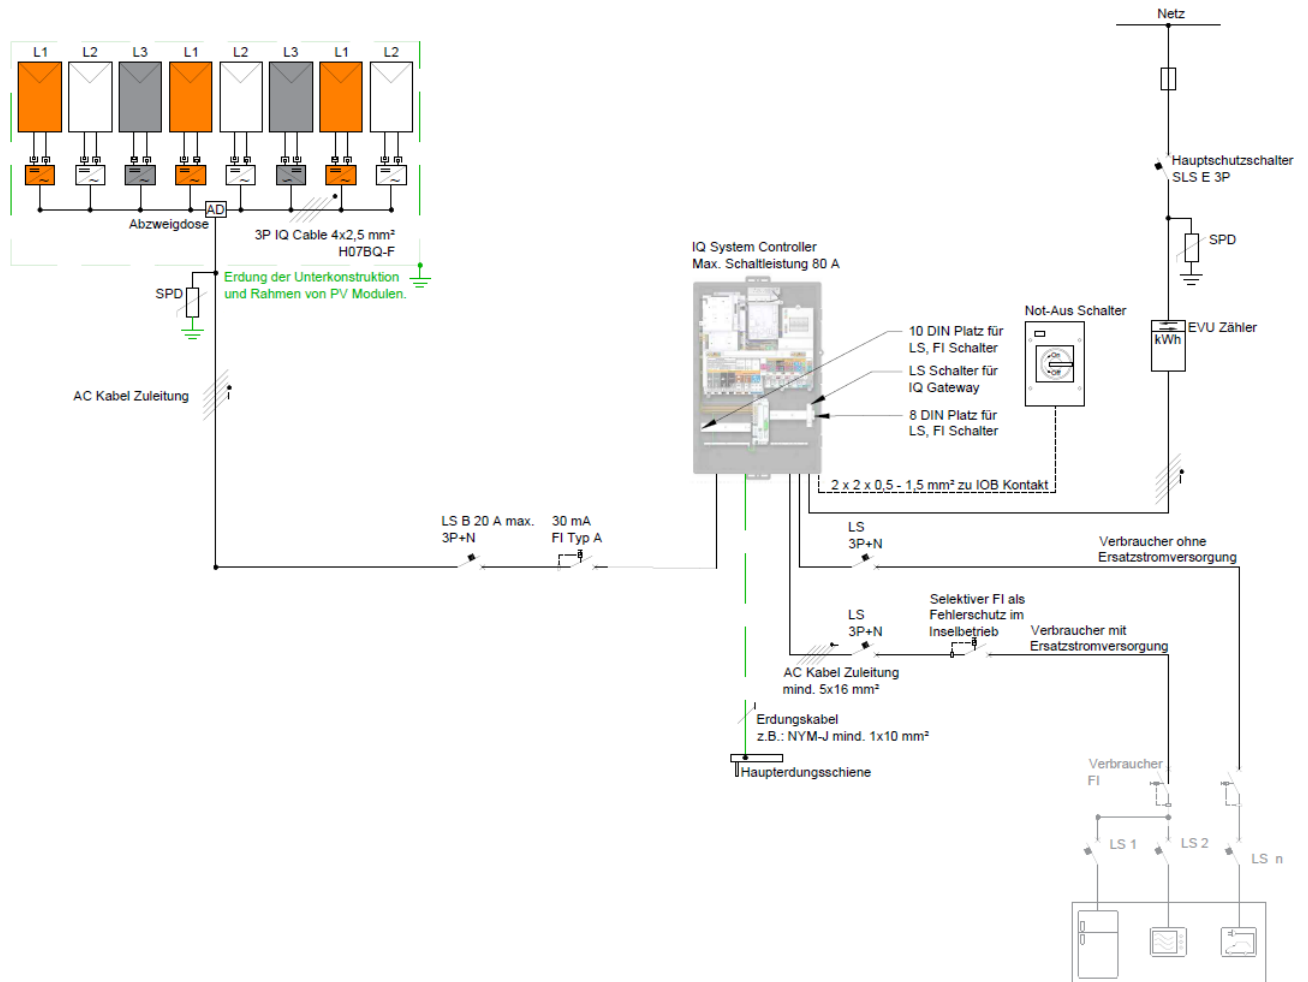 Netz
L1
L2
L3
L1
L2
L3
L1
L2
AD
Abzweigdose
3P IQ Cable 4x2,5 mm²
H07BQ-F
Erdung der Unterkonstruktion
und Rahmen von PV Modulen.
SPD
AC Kabel Zuleitung
LS B 20 A max.
3P+N
30 mA
FI Typ A
IQ System Controller
Max. Schaltleistung 80 A
10 DIN Platz für
LS, FI Schalter
LS Schalter für
IQ Gateway
8 DIN Platz für
LS, FI Schalter
Not-Aus Schalter
On
Off
2 x 2 x 0,5 - 1,5 mm² zu IOB Kontakt
Hauptschutzschalter
SLS E 3P
SPD
EVU Zähler
kWh
LS
3P+N
Verbraucher ohne
Ersatzstromversorgung
LS
3P+N
Selektiver FI als
Fehlerschutz im
Inselbetrieb
Verbraucher mit
Ersatzstromversorgung
AC Kabel Zuleitung
mind. 5x16 mm²
Erdungskabel
z.B.: NYM-J mind. 1x10 mm²
Haupterdungsschiene
Verbraucher
FI
LS 1
LS 2
LS n